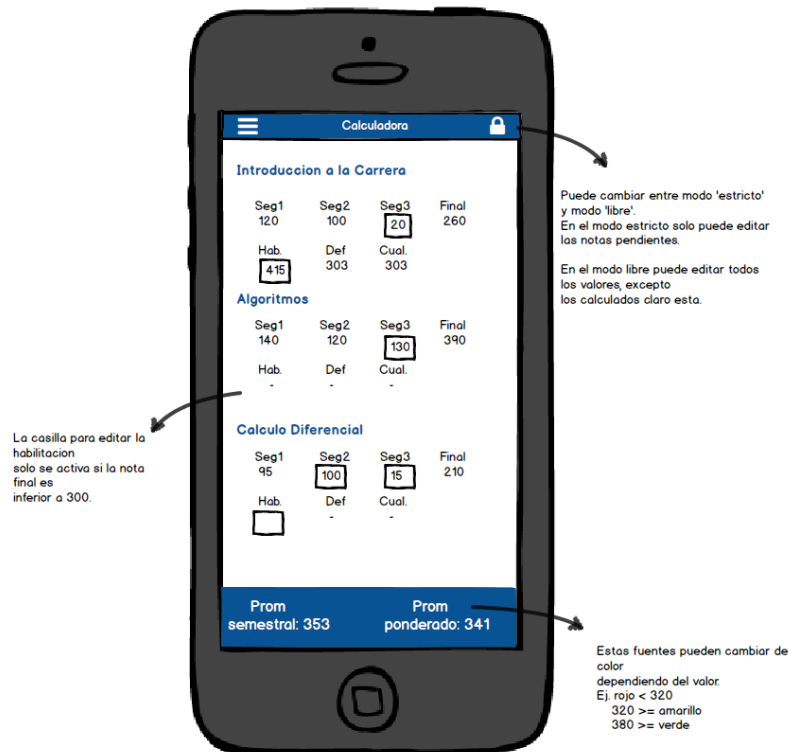 Calculadora
Introduccion a la Carrera
Seg1 Seg2 Seg3 Final
120 100 20 260
Hab. Def Cual.
415 303 303
Algoritmos
Seg1 Seg2 Seg3 Final
140 120 130 390
Hab. Def Cual.
- - -
Calculo Diferencial
Seg1 Seg2 Seg3 Final
95 100 15 210
Hab. Def Cual.
- -
Prom Prom
semestral: 353 ponderado: 341
Puede cambiar entre modo 'estricto'
y modo 'libre'.
En el modo estricto solo puede editar
las notas pendientes.
En el modo libre puede editar todos
los valores, excepto
los calculados claro esta.
La casilla para editar la
habilitacion
solo se activa si la nota
final es
inferior a 300.
Estas fuentes pueden cambiar de
color
dependiendo del valor.
Ej. rojo < 320
320 >= amarillo
380 >= verde